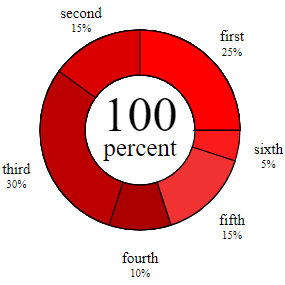 second
15%
first
25%
100
percent
sixth
5%
third
30%
fifth
15%
fourth
10%